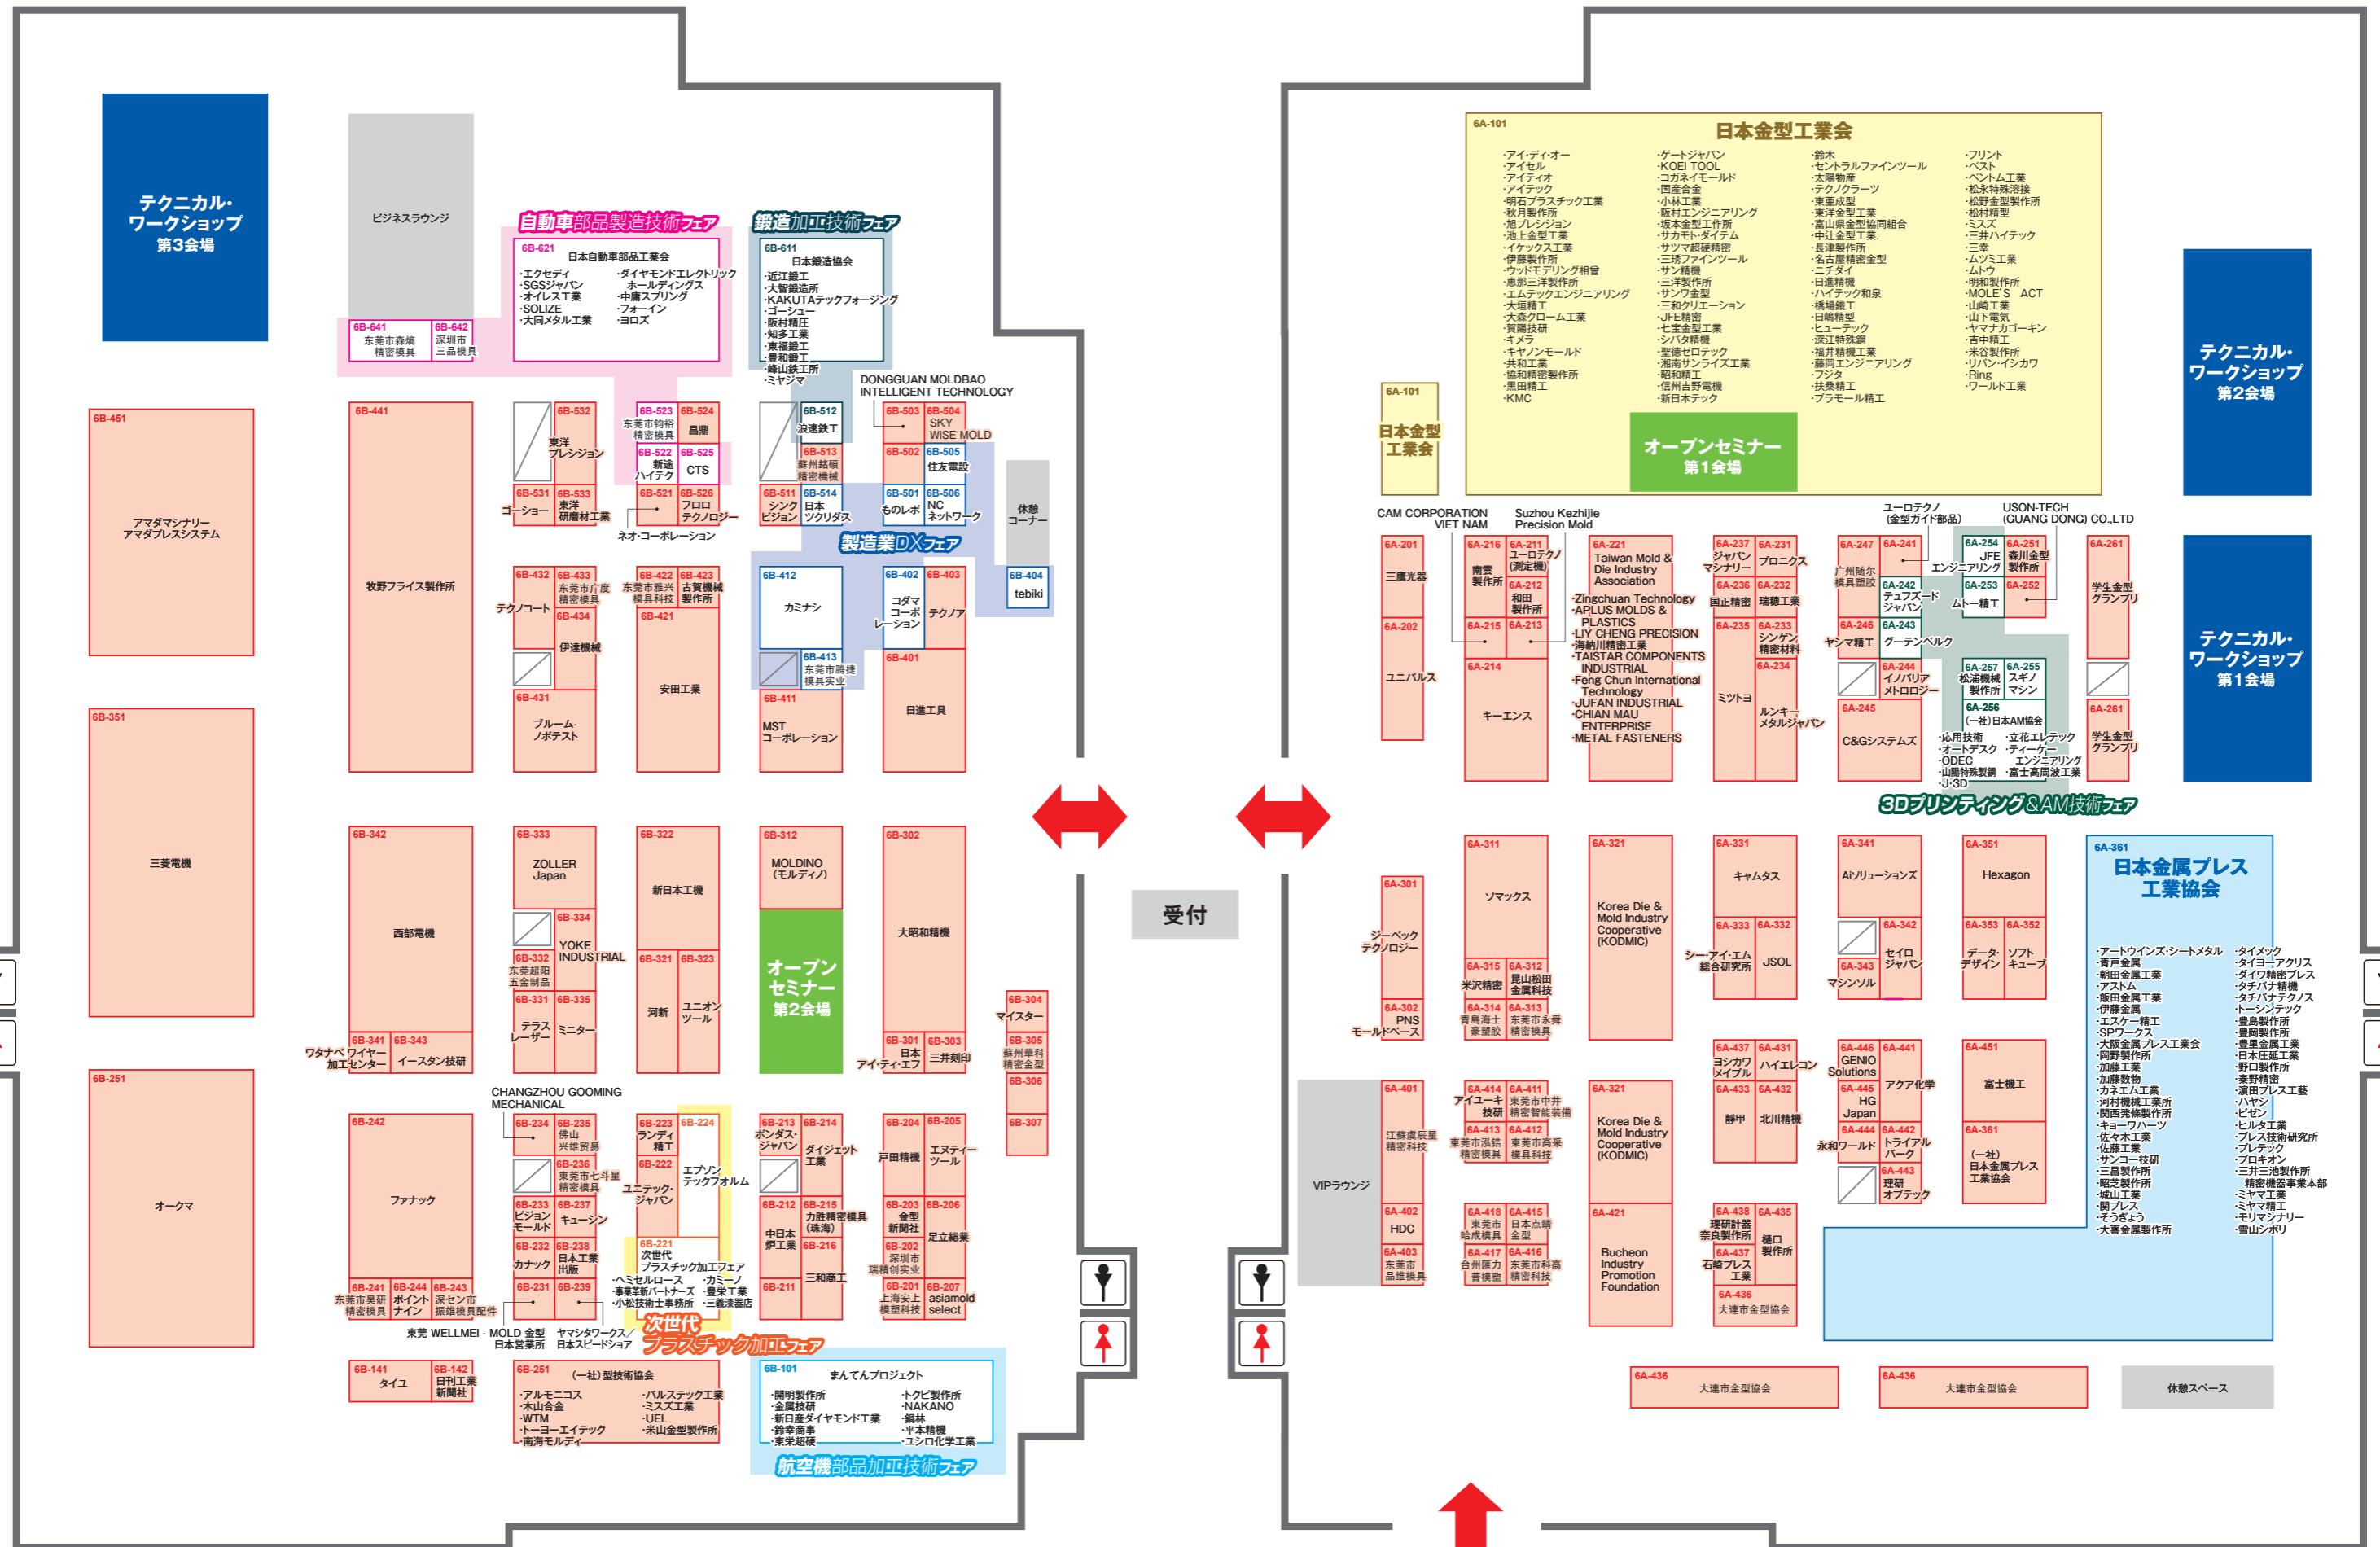 テクニカル・
ワークショップ
第3会場
ビジネスラウンジ
自動車部品製造技術フェア
6B-621
日本自動車部品工業会
・エクセディ
・SGSジャパン
・オイレス工業
・SOLIZE
・大同メタル工業
・ダイヤモンドエレクトリック
ホールディングス
・中庸スプリング
・フォーイン
・ヨロズ
6B-641
东莞市森熵
精密模具
6B-642
深圳市
三品模具
鍛造加工技術フェア
6B-611
日本鍛造協会
・近江鍛工
・大智鍛造所
・KAKUTAテックフォージング
・ゴーシュー
・阪村精圧
・知多工業
・東福鍛工
・豊和鍛工
・峰山鉄工所
・ミヤジマ
DONGGUAN MOLDBAO
INTELLIGENT TECHNOLOGY
6B-451
アマダマシナリー
アマダプレスシステム
6B-441
牧野フライス製作所
6B-532
東洋
プレシジョン
6B-531
ゴーショー
6B-533
東洋
研磨材工業
6B-523
东莞市钧裕
精密模具
6B-524
昌鼎
6B-522
新途
ハイテク
6B-525
CTS
6B-521
6B-526
フロロ
テクノロジー
ネオ・コーポレーション
6B-512
浪速鉄工
6B-513
蘇州銘碩
精密機械
6B-511
シンク
ビジョン
6B-514
日本
ツクリダス
6B-503
6B-504
SKY
WISE MOLD
6B-502
6B-505
住友電設
6B-501
ものレボ
6B-506
NC
ネットワーク
休憩
コーナー
製造業DXフェア
6B-432
テクノコート
6B-433
东莞市广度
精密模具
6B-434
伊達機械
6B-431
ブルーム-
ノボテスト
6B-422
东莞市雅兴
模具科技
6B-423
古賀機械
製作所
6B-421
安田工業
6B-412
カミナシ
6B-413
东莞市腾捷
模具实业
6B-411
MST
コーポレーション
6B-402
コダマ
コーポ
レーション
6B-403
テクノア
6B-401
日進工具
6B-404
tebiki
6B-351
三菱電機
6B-342
西部電機
6B-341
ワタナベ ワイヤー
加工センター
6B-343
イースタン技研
6B-333
ZOLLER
Japan
6B-334
YOKE
INDUSTRIAL
6B-332
东莞超阳
五金制品
6B-331
テラス
レーザー
6B-335
ミニター
6B-322
新日本工機
6B-321
河新
6B-323
ユニオン
ツール
6B-312
MOLDINO
(モルディノ)
オープン
セミナー
第2会場
6B-302
大昭和精機
6B-301
日本
アイ・ティ・エフ
6B-303
三井刻印
6B-304
マイスター
6B-305
蘇州華科
精密金型
6B-306
6B-307
受付
6B-251
オークマ
6B-242
ファナック
6B-241
东莞市昊研
精密模具
6B-244
ポイント
ナイン
6B-243
深セン市
振雄模具配件
CHANGZHOU GOOMING
MECHANICAL
6B-234
6B-235
佛山
兴雄贸易
6B-236
東莞市七斗星
精密模具
6B-233
ビジョン
モールド
6B-237
キューシン
6B-232
カナック
6B-238
日本工業
出版
6B-231
6B-239
東莞 WELLMEI - MOLD 金型
日本営業所
ヤマシタワークス/
日本スピードショア
6B-223
ランディ
精工
6B-224
エプソン
テックフオルム
6B-222
ユニテック・
ジャパン
6B-221
次世代
プラスチック加工フェア
・ヘミセルロース
・事業革新パートナーズ
・小松技術士事務所
・カミーノ
・豊栄工業
・三義漆器店
次世代
プラスチック加工フェア
6B-213
ボンダス・
ジャパン
6B-214
ダイジェット
工業
6B-212
中日本
炉工業
6B-215
力胜精密模具
(珠海)
6B-216
三和商工
6B-211
6B-204
戸田精機
6B-205
エヌティー
ツール
6B-203
金型
新聞社
6B-206
足立総業
6B-202
深圳市
瑞精创实业
6B-201
上海安上
模塑科技
6B-207
asiamold
select
6B-141
タイユ
6B-142
日刊工業
新聞社
6B-251
(一社)型技術協会
・アルモニコス
・木山合金
・WTM
・トーヨーエイテック
・南海モルディ
・パルステック工業
・ミスズ工業
・UEL
・米山金型製作所
6B-101
まんてんプロジェクト
・開明製作所
・金属技研
・新日産ダイヤモンド工業
・鈴幸商事
・東栄超硬
・トクピ製作所
・NAKANO
・鍋林
・平本精機
・ユシロ化学工業
航空機部品加工技術フェア
6A-101
日本金型工業会
・アイ・ディ・オー
・アイセル
・アイティオ
・アイテック
・明石プラスチック工業
・秋月製作所
・旭プレシジョン
・池上金型工業
・イケックス工業
・伊藤製作所
・ウッドモデリング相曾
・恵那三洋製作所
・エムテックエンジニアリング
・大垣精工
・大森クローム工業
・賀陽技研
・キメラ
・キヤノンモールド
・共和工業
・協和精密製作所
・黒田精工
・KMC
・ゲートジャパン
・KOEI TOOL
・コガネイモールド
・国産合金
・小林工業
・阪村エンジニアリング
・坂本金型工作所
・サカモト・ダイテム
・サツマ超硬精密
・三琇ファインツール
・サン精機
・三洋製作所
・サンワ金型
・三和クリエーション
・JFE精密
・七宝金型工業
・シバタ精機
・聖徳ゼロテック
・湘南サンライズ工業
・昭和精工
・信州吉野電機
・新日本テック
・鈴木
・セントラルファインツール
・太陽物産
・テクノクラーツ
・東亜成型
・東洋金型工業
・富山県金型協同組合
・中辻金型工業.
・長津製作所
・名古屋精密金型
・ニチダイ
・日進精機
・ハイテック和泉
・橋場鐵工
・日嶋精型
・ヒューテック
・深江特殊鋼
・福井精機工業
・藤岡エンジニアリング
・フジタ
・扶桑精工
・プラモール精工
・フリント
・ベスト
・ベントム工業
・松永特殊溶接
・松野金型製作所
・松村精型
・ミスズ
・三井ハイテック
・三幸
・ムツミ工業
・ムトウ
・明和製作所
・MOLE'S ACT
・山崎工業
・山下電気
・ヤマナカゴーキン
・吉中精工
・米谷製作所
・リバン・イシカワ
・Ring
・ワールド工業
6A-101
日本金型
工業会
オープンセミナー
第1会場
テクニカル・
ワークショップ
第2会場
テクニカル・
ワークショップ
第1会場
CAM CORPORATION
VIET NAM
Suzhou Kezhijie
Precision Mold
ユーロテクノ
(金型ガイド部品)
USON-TECH
(GUANG DONG) CO.,LTD
6A-201
三鷹光器
6A-202
ユニパルス
6A-216
南雲
製作所
6A-211
ユーロテクノ
(測定機)
6A-212
和田
製作所
6A-215
6A-213
6A-214
キーエンス
6A-221
Taiwan Mold &
Die Industry
Association
・Zingchuan Technology
・APLUS MOLDS &
PLASTICS
・LIY CHENG PRECISION
・海納川精密工業
・TAISTAR COMPONENTS
INDUSTRIAL
・Feng Chun International
Technology
・JUFAN INDUSTRIAL
・CHIAN MAU
ENTERPRISE
・METAL FASTENERS
6A-237
ジャパン
マシナリー
6A-231
プロニクス
6A-236
国正精密
6A-232
瑞穂工業
6A-235
ミツトヨ
6A-233
シンゲン
精密材料
6A-234
ルンキー
メタルジャパン
6A-247
广州随尔
模具塑胶
6A-241
6A-242
テュフズード
ジャパン
6A-246
ヤシマ精工
6A-243
グーテンベルク
6A-244
イノバリア
メトロロジー
6A-245
C&Gシステムズ
6A-254
JFE
エンジニアリング
6A-251
森川金型
製作所
6A-253
ムトー精工
6A-252
6A-257
松浦機械
製作所
6A-255
スギノ
マシン
6A-256
(一社)日本AM協会
・応用技術
・オートデスク
・ODEC
・山陽特殊製鋼
・J・3D
・立花エレテック
・ティーケー
エンジニアリング
・富士高周波工業
6A-261
学生金型
グランプリ
6A-261
学生金型
グランプリ
3Dプリンティング&AM技術フェア
6A-301
ジーベック
テクノロジー
6A-302
PNS
モールドベース
6A-311
ソマックス
6A-315
米沢精密
6A-312
昆山松田
金属科技
6A-314
青島海士
豪塑胶
6A-313
东莞市永舜
精密模具
6A-321
Korea Die &
Mold Industry
Cooperative
(KODMIC)
6A-331
キャムタス
6A-333
シー・アイ・エム
総合研究所
6A-332
JSOL
6A-341
Aiソリューションズ
6A-342
セイロ
ジャパン
6A-343
マシンソル
6A-351
Hexagon
6A-353
データ・
デザイン
6A-352
ソフト
キューブ
6A-361
日本金属プレス
工業協会
・アートウインズ・シートメタル
・青戸金属
・朝田金属工業
・アストム
・飯田金属工業
・伊藤金属
・エスケー精工
・SPワークス
・大阪金属プレス工業会
・岡野製作所
・加藤工業
・加藤数物
・カネエム工業
・河村機械工業所
・関西発條製作所
・キョーワハーツ
・佐々木工業
・佐藤工業
・サンコー技研
・三昌製作所
・昭芝製作所
・城山工業
・関プレス
・そうぎょう
・大喜金属製作所
・タイメック
・タイヨーアクリス
・ダイワ精密プレス
・タチバナ精機
・タチバナテクノス
・トーシンテック
・豊島製作所
・豊岡製作所
・豊里金属工業
・日本圧延工業
・野口製作所
・秦野精密
・濱田プレス工藝
・ハヤシ
・ビゼン
・ヒルタ工業
・プレス技術研究所
・プレテック
・プロキオン
・三井三池製作所
精密機器事業本部
・ミヤマ工業
・ミヤマ精工
・モリマシナリー
・雪山シボリ
VIPラウンジ
6A-401
江蘇虞辰星
精密科技
6A-402
HDC
6A-403
东莞市
品维模具
6A-414
アイユーキ
技研
6A-411
東莞市中井
精密智能装備
6A-413
東莞市泓锆
精密模具
6A-412
東莞市高采
模具科技
6A-418
東莞市
哈成模具
6A-415
日本点睛
金型
6A-417
台州匯力
普模塑
6A-416
东莞市科高
精密科技
6A-321
Korea Die &
Mold Industry
Cooperative
(KODMIC)
6A-421
Bucheon
Industry
Promotion
Foundation
6A-437
ヨシカワ
メイプル
6A-431
ハイエレコン
6A-433
靜甲
6A-432
北川精機
6A-438
理研計器
奈良製作所
6A-435
樋口
製作所
6A-437
石崎プレス
工業
6A-436
大連市金型協会
6A-446
GENIO
Solutions
6A-441
アクア化学
6A-445
HG
Japan
6A-444
永和ワールド
6A-442
トライアル
パーク
6A-443
理研
オプテック
6A-451
富士機工
6A-361
(一社)
日本金属プレス
工業協会
6A-436
大連市金型協会
6A-436
大連市金型協会
休憩スペース